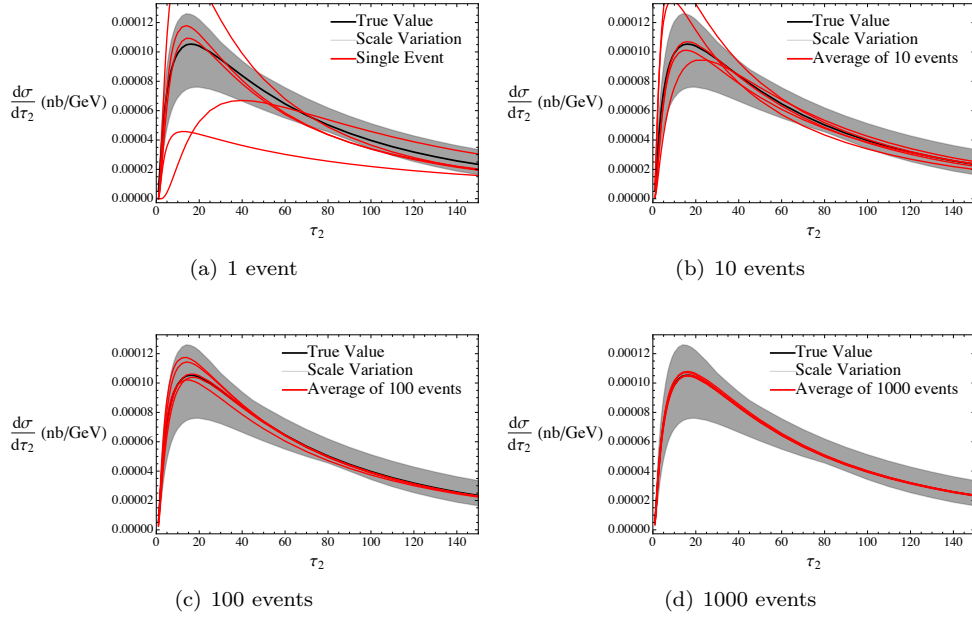 True Value
Scale Variation
Single Event
dσ/dτ₂ (nb/GeV)
0.00012
0.00010
0.00008
0.00006
0.00004
0.00002
0.00000
0 20 40 60 80 100 120 140
τ₂
(a) 1 event
True Value
Scale Variation
Average of 10 events
dσ/dτ₂ (nb/GeV)
0.00012
0.00010
0.00008
0.00006
0.00004
0.00002
0.00000
0 20 40 60 80 100 120 140
τ₂
(b) 10 events
True Value
Scale Variation
Average of 100 events
dσ/dτ₂ (nb/GeV)
0.00012
0.00010
0.00008
0.00006
0.00004
0.00002
0.00000
0 20 40 60 80 100 120 140
τ₂
(c) 100 events
True Value
Scale Variation
Average of 1000 events
dσ/dτ₂ (nb/GeV)
0.00012
0.00010
0.00008
0.00006
0.00004
0.00002
0.00000
0 20 40 60 80 100 120 140
τ₂
(d) 1000 events